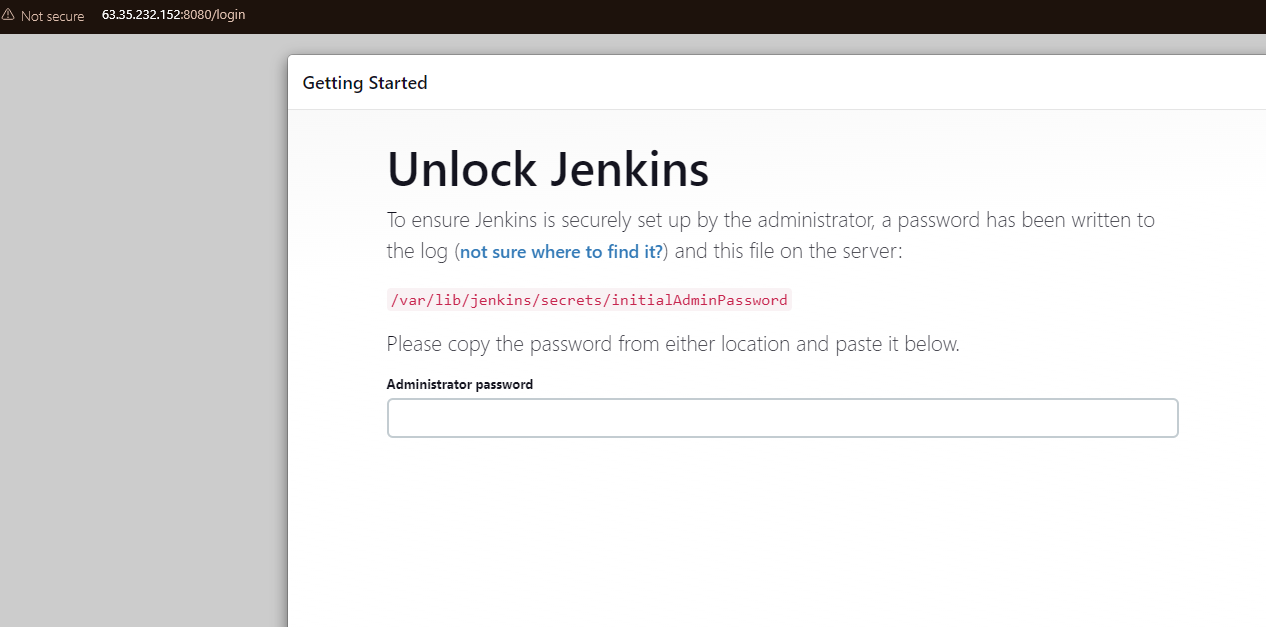 Not secure 63.35.232.152:8080/login
Getting Started
Unlock Jenkins
To ensure Jenkins is securely set up by the administrator, a password has been written to
the log (not sure where to find it?) and this file on the server:
/var/lib/jenkins/secrets/initialAdminPassword
Please copy the password from either location and paste it below.
Administrator password